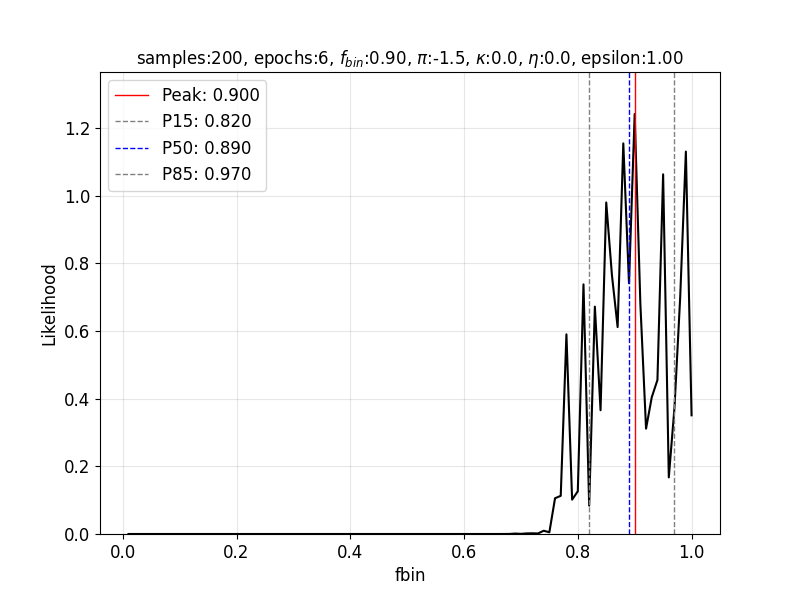 samples:200, epochs:6, f_bin:0.90, π:-1.5, κ:0.0, η:0.0, epsilon:1.00
Peak: 0.900
P15: 0.820
P50: 0.890
P85: 0.970
Likelihood
1.2
1.0
0.8
0.6
0.4
0.2
0.0
0.0 0.2 0.4 0.6 0.8 1.0
fbin